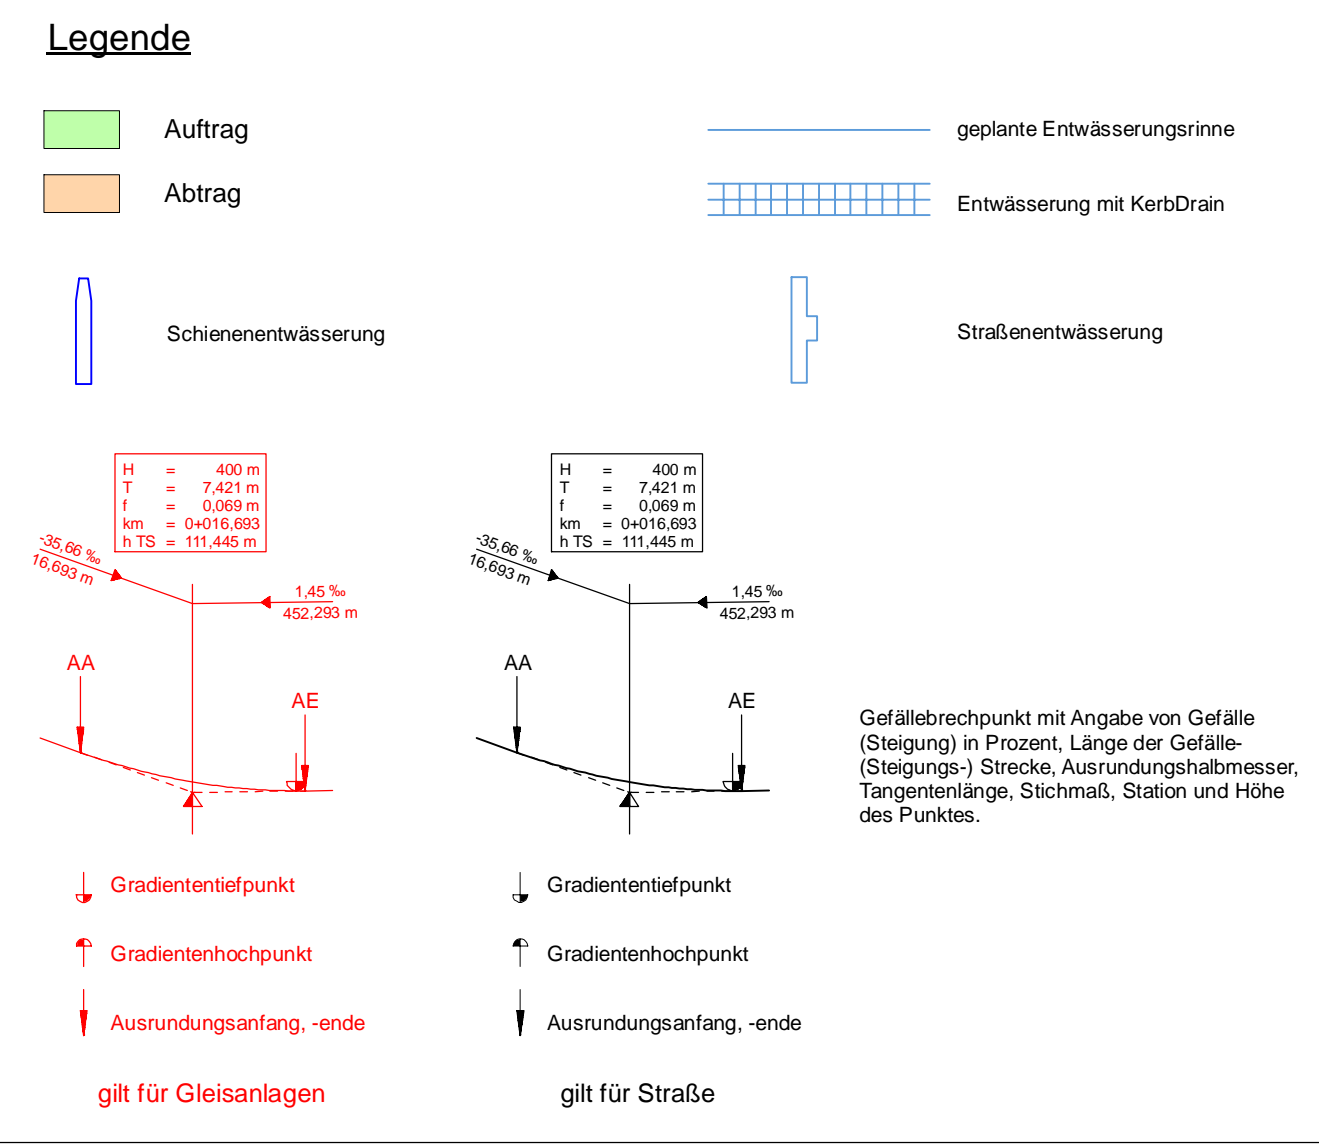 Legende
Auftrag
geplante Entwässerungsrinne
Abtrag
Entwässerung mit KerbDrain
Schienenentwässerung
Straßenentwässerung
H = 400 m
T = 7,421 m
f = 0,069 m
km = 0+016,693
h TS = 111,445 m
-35,66 ‰
16,693 m
1,45 ‰
452,293 m
AA
AE
H = 400 m
T = 7,421 m
f = 0,069 m
km = 0+016,693
h TS = 111,445 m
-35,66 ‰
16,693 m
1,45 ‰
452,293 m
AA
AE
Gefällebrechpunkt mit Angabe von Gefälle
(Steigung) in Prozent, Länge der Gefälle-
(Steigungs-) Strecke, Ausrundungshalbmesser,
Tangentenlänge, Stichmaß, Station und Höhe
des Punktes.
Gradiententiefpunkt
Gradientenhochpunkt
Ausrundungsanfang, -ende
gilt für Gleisanlagen
Gradiententiefpunkt
Gradientenhochpunkt
Ausrundungsanfang, -ende
gilt für Straße